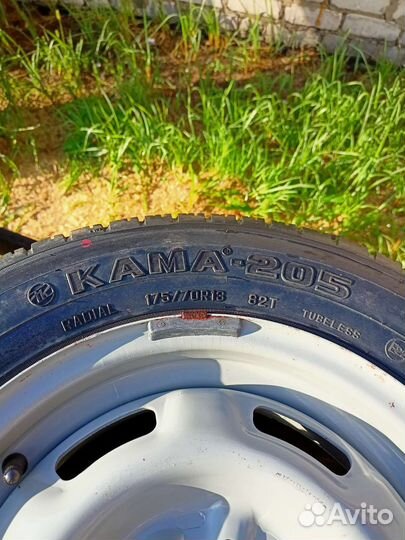 KAMA-205
RADIAL 175/70R13 82T TUBELESS
Avito